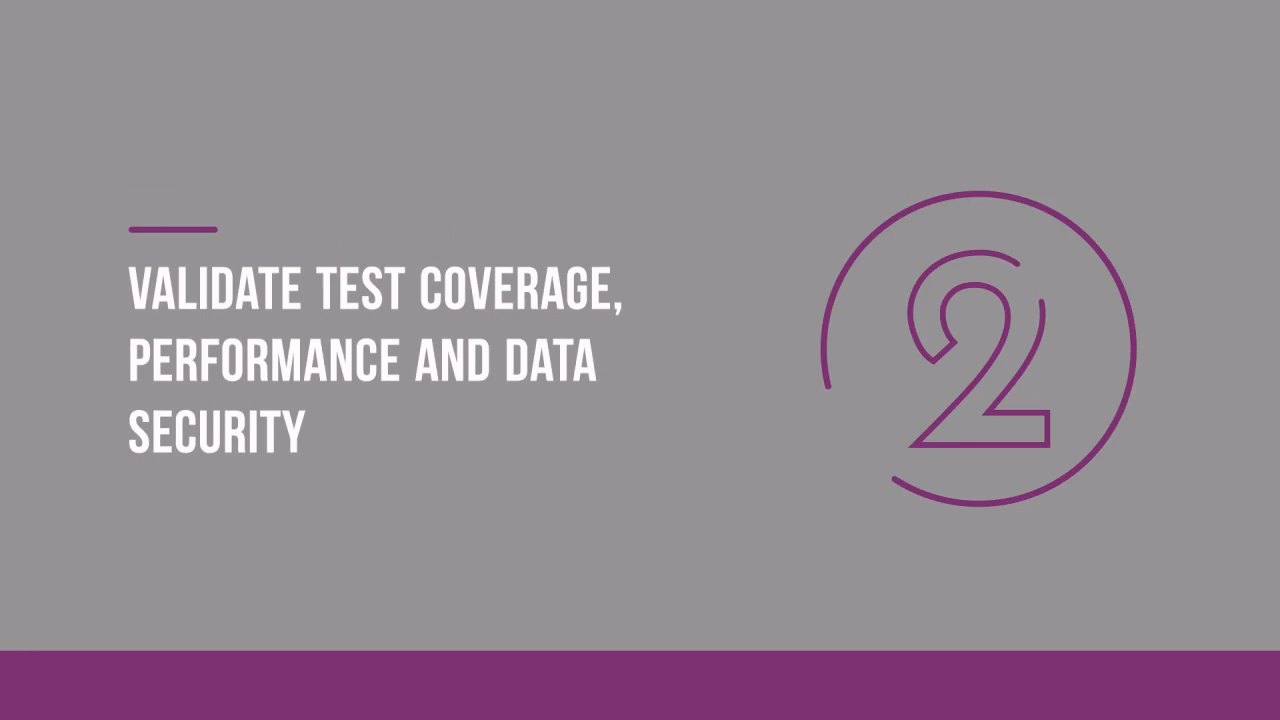 VALIDATE TEST COVERAGE,
PERFORMANCE AND DATA
SECURITY
2